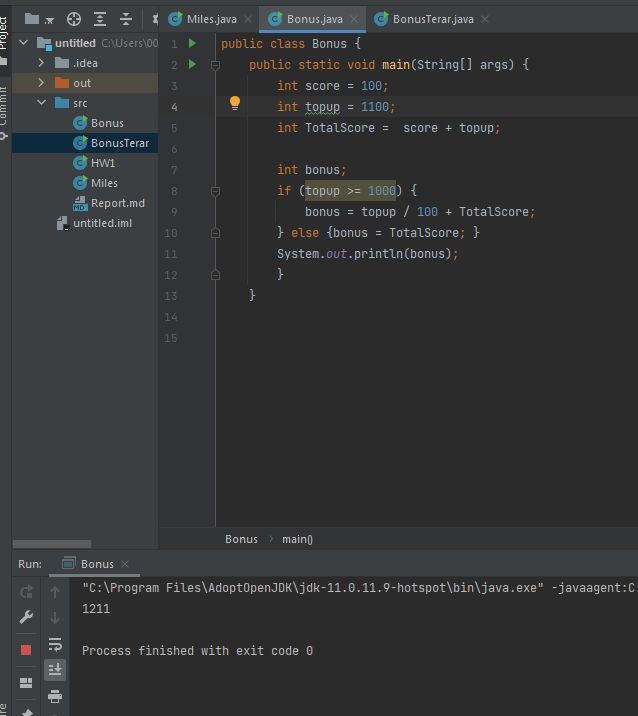 Project
Commit
Miles.java
Bonus.java
BonusTerar.java
untitled C:\Users\00
.idea
out
src
Bonus
BonusTerar
HW1
Miles
Report.md
untitled.iml
1 public class Bonus {
2 public static void main(String[] args) {
3 int score = 100;
4 int topup = 1100;
5 int TotalScore =  score + topup;
6
7 int bonus;
8 if (topup >= 1000) {
9 bonus = topup / 100 + TotalScore;
10 } else {bonus = TotalScore; }
11 System.out.println(bonus);
12 }
13 }
14
15
Bonus > main()
Run: Bonus
"C:\Program Files\AdoptOpenJDK\jdk-11.0.11.9-hotspot\bin\java.exe" -javaagent:C:
1211
Process finished with exit code 0